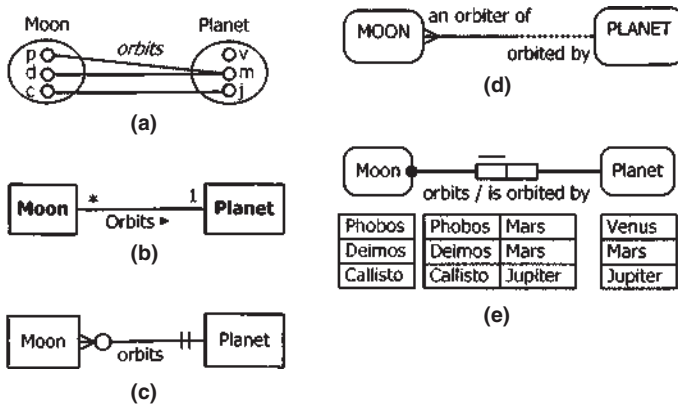 Moon Planet
orbits
p v
d m
c j
(a)
* 1
Moon Planet
Orbits ►
(b)
Moon Planet
orbits
(c)
an orbiter of
MOON PLANET
orbited by
(d)
Moon Planet
orbits / is orbited by
Phobos Phobos Mars Venus
Deimos Deimos Mars Mars
Callisto Callisto Jupiter Jupiter
(e)